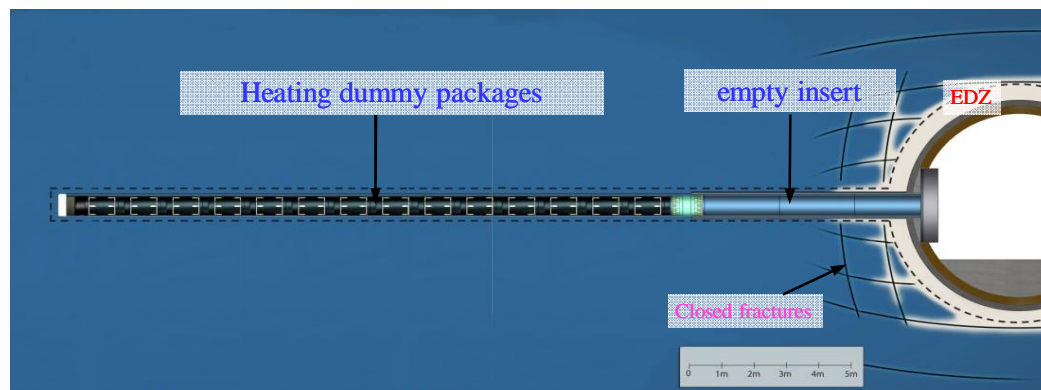 Heating dummy packages
empty insert
EDZ
Closed fractures
0 1m 2m 3m 4m 5m